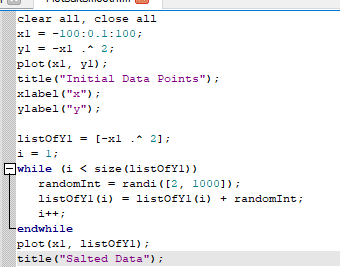 clear all, close all
x1 = -100:0.1:100;
y1 = -x1 .^ 2;
plot(x1, y1);
title("Initial Data Points");
xlabel("x");
ylabel("y");
listOfY1 = [-x1 .^ 2];
i = 1;
while (i < size(listOfY1))
randomInt = randi([2, 1000]);
listOfY1(i) = listOfY1(i) + randomInt;
i++;
endwhile
plot(x1, listOfY1);
title("Salted Data");